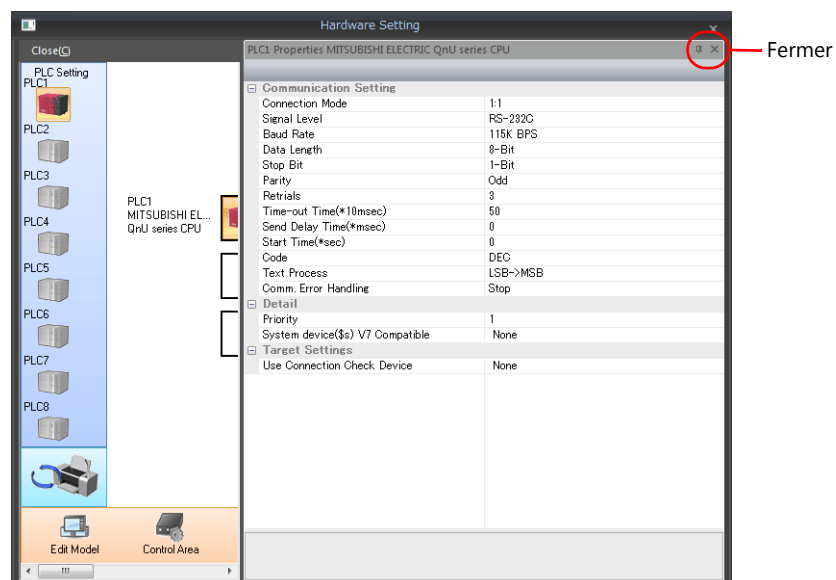 Hardware Setting
Close(C)
PLC1 Properties MITSUBISHI ELECTRIC QnU series CPU
Fermer
PLC Setting
PLC1
PLC2
PLC3
PLC4
PLC5
PLC6
PLC7
PLC8
PLC1
MITSUBISHI EL...
QnU series CPU
Communication Setting
Connection Mode 1:1
Signal Level RS-232C
Baud Rate 115K BPS
Data Length 8-Bit
Stop Bit 1-Bit
Parity Odd
Retrials 3
Time-out Time(*10msec) 50
Send Delay Time(*msec) 0
Start Time(*sec) 0
Code DEC
Text Process LSB->MSB
Comm. Error Handling Stop
Detail
Priority 1
System device($s) V7 Compatible None
Target Settings
Use Connection Check Device None
Edit Model
Control Area